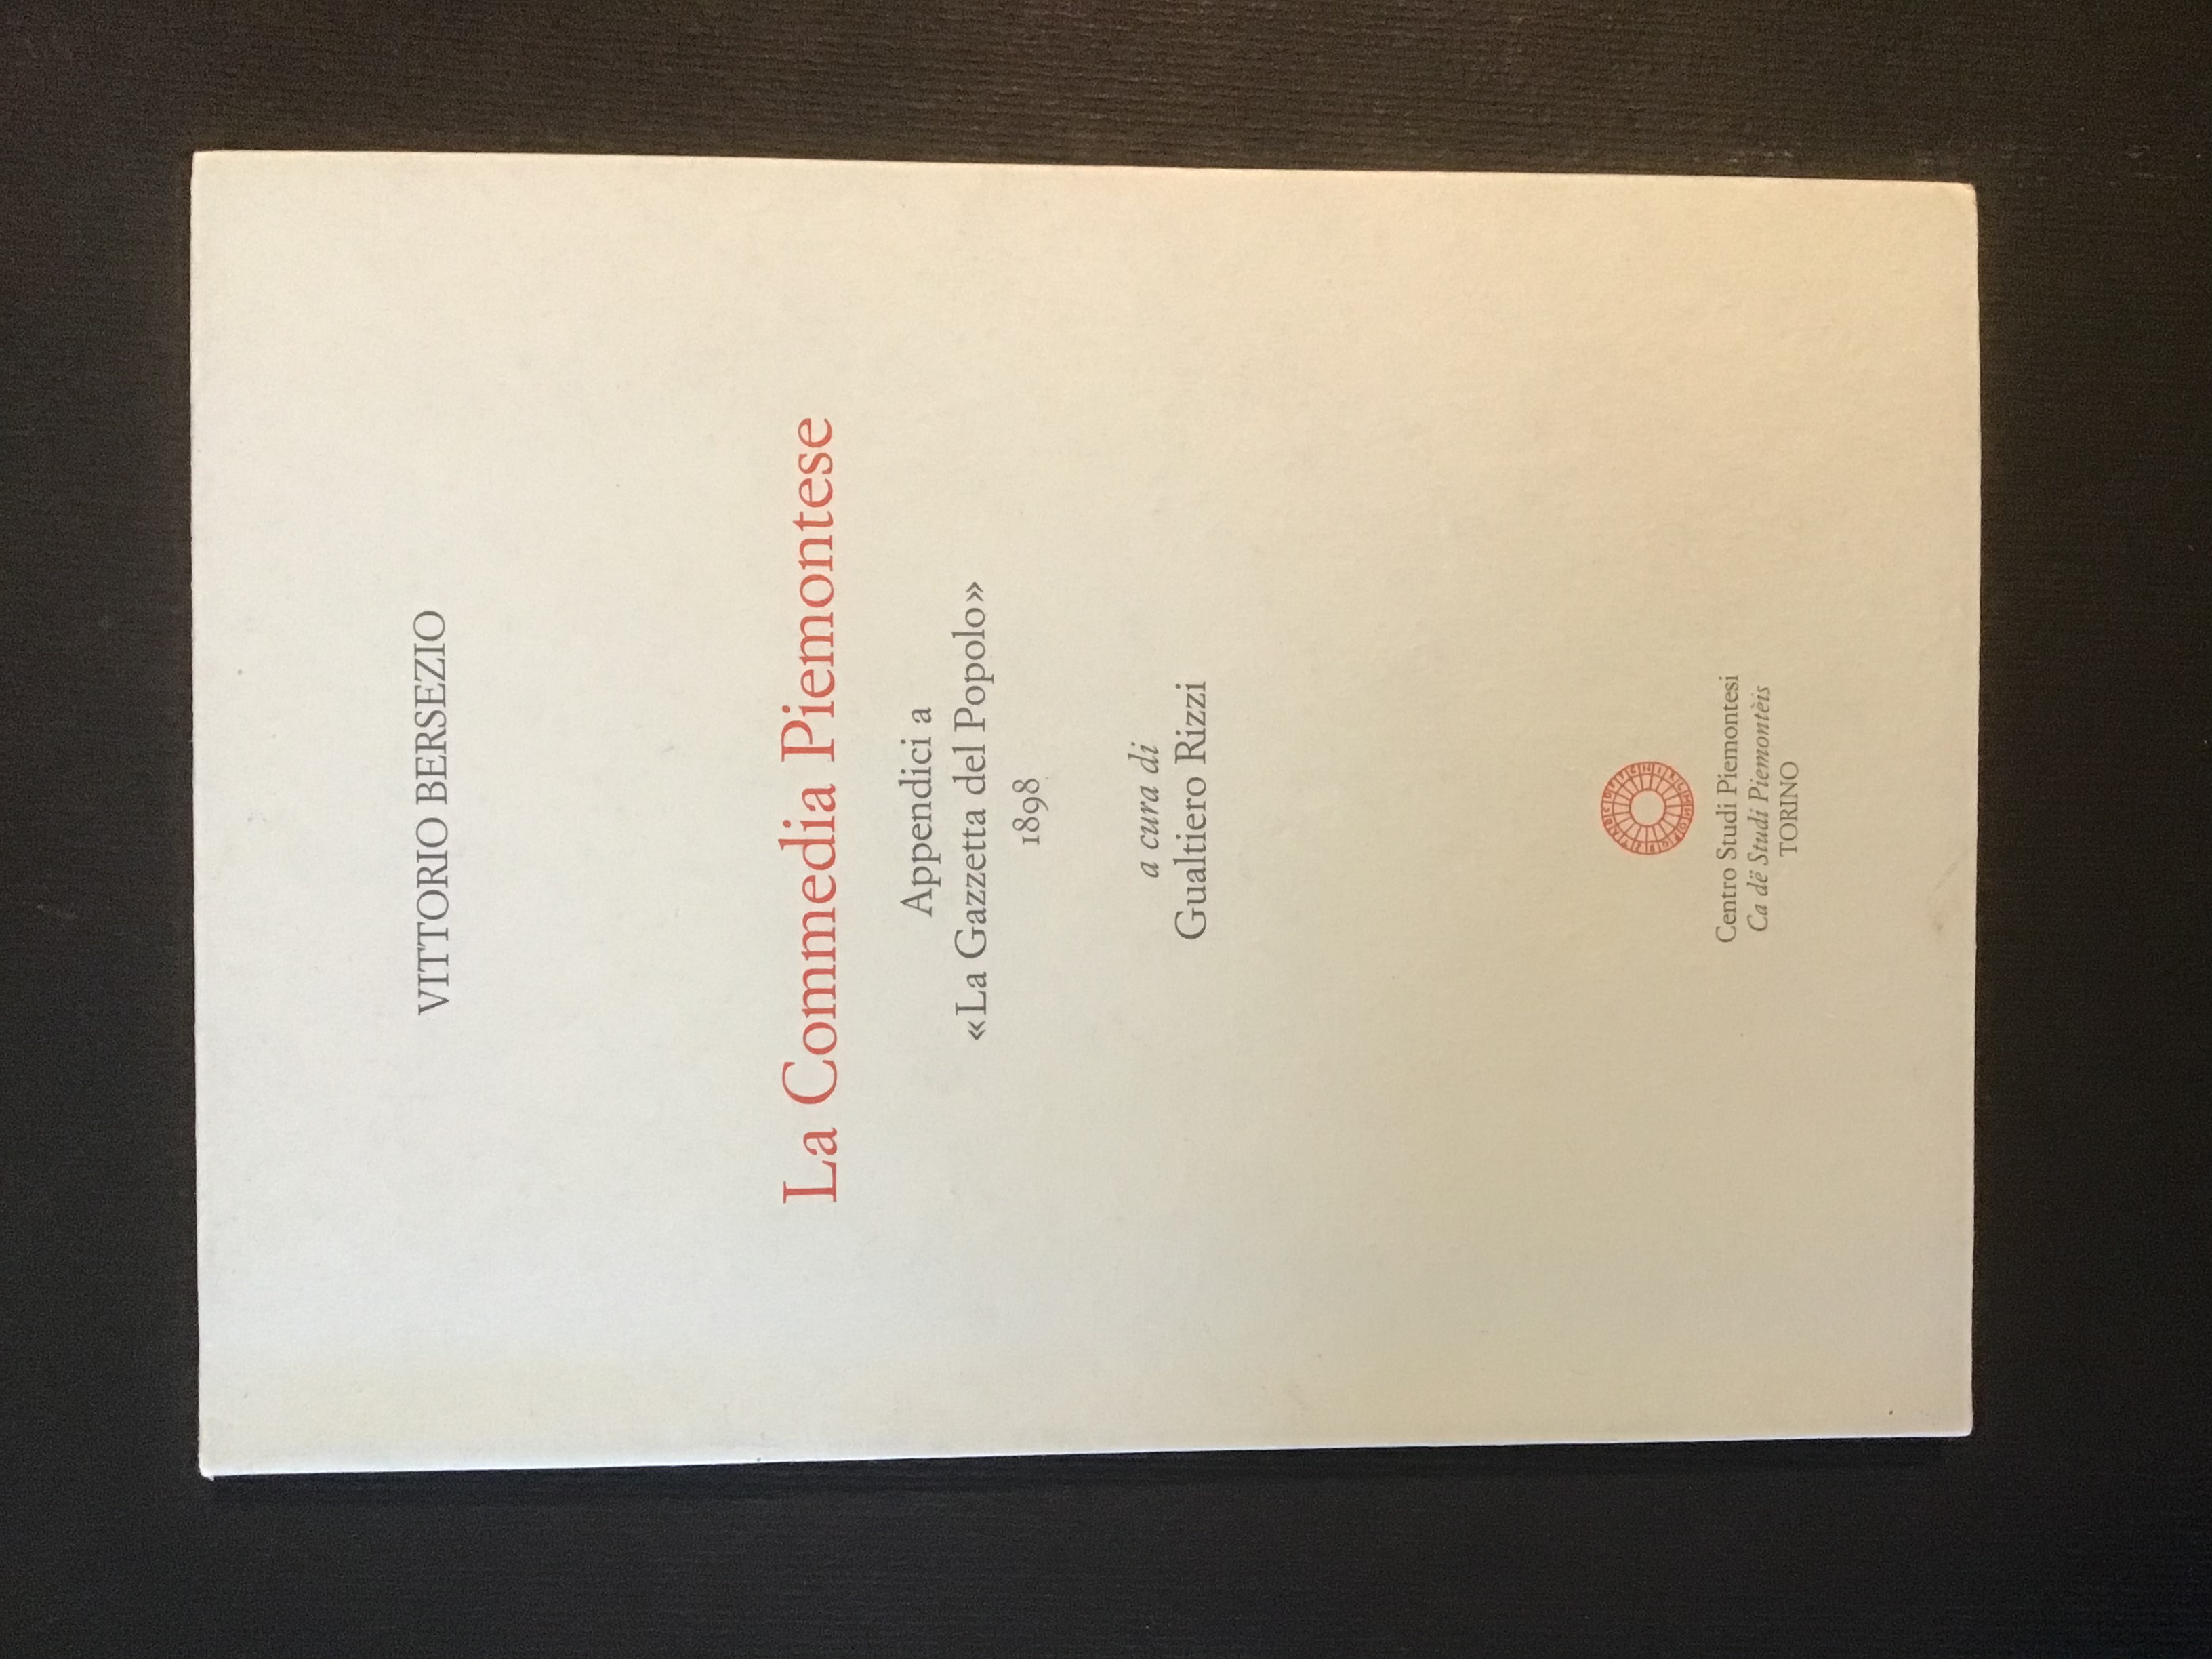 VITTORIO BERSEZIO
La Commedia Piemontese
Appendici a
«La Gazzetta del Popolo»
1898
a cura di
Gualtiero Rizzi
Centro Studi Piemontesi
Ca dë Studi Piemontèis
TORINO